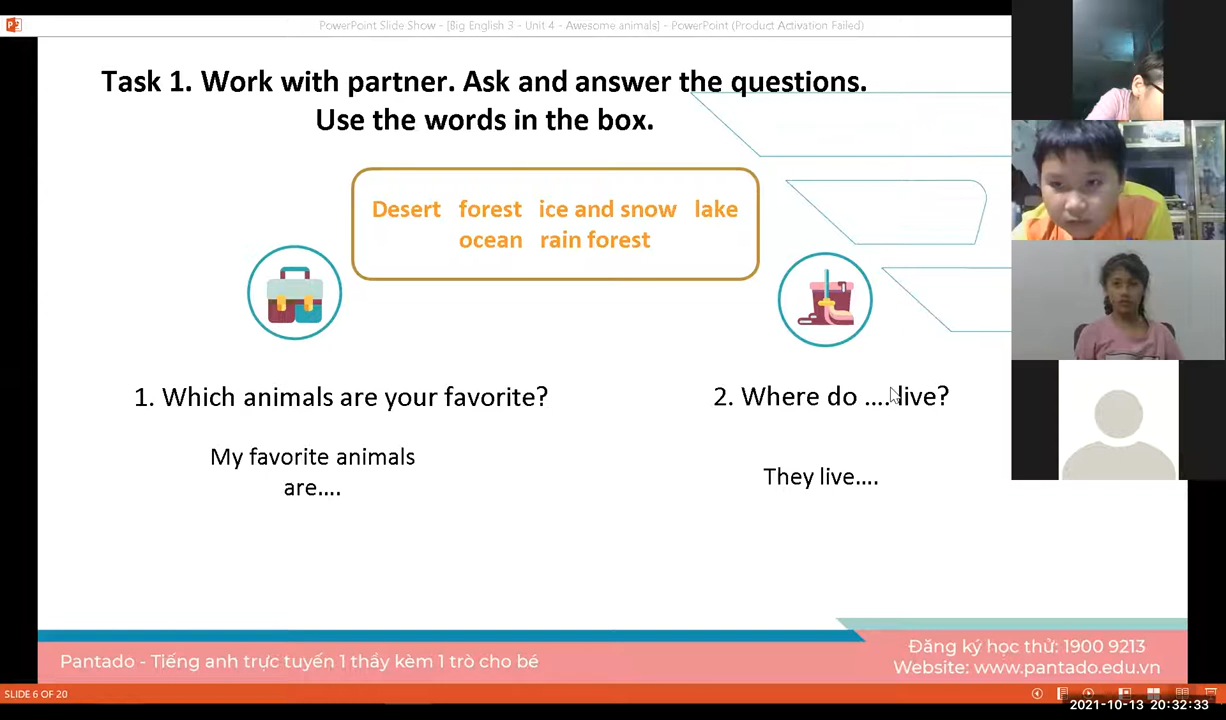 PowerPoint Slide Show - [Big English 3 - Unit 4 - Awesome animals] - PowerPoint (Product Activation Failed)
Task 1. Work with partner. Ask and answer the questions.
Use the words in the box.
Desert forest ice and snow lake
ocean rain forest
1. Which animals are your favorite?
My favorite animals
are....
2. Where do .... live?
They live....
Pantado - Tiếng anh trực tuyến 1 thầy kèm 1 trò cho bé
Đăng ký học thử: 1900 9213
Website: www.pantado.edu.vn
SLIDE 6 OF 20
2021-10-13 20:32:33